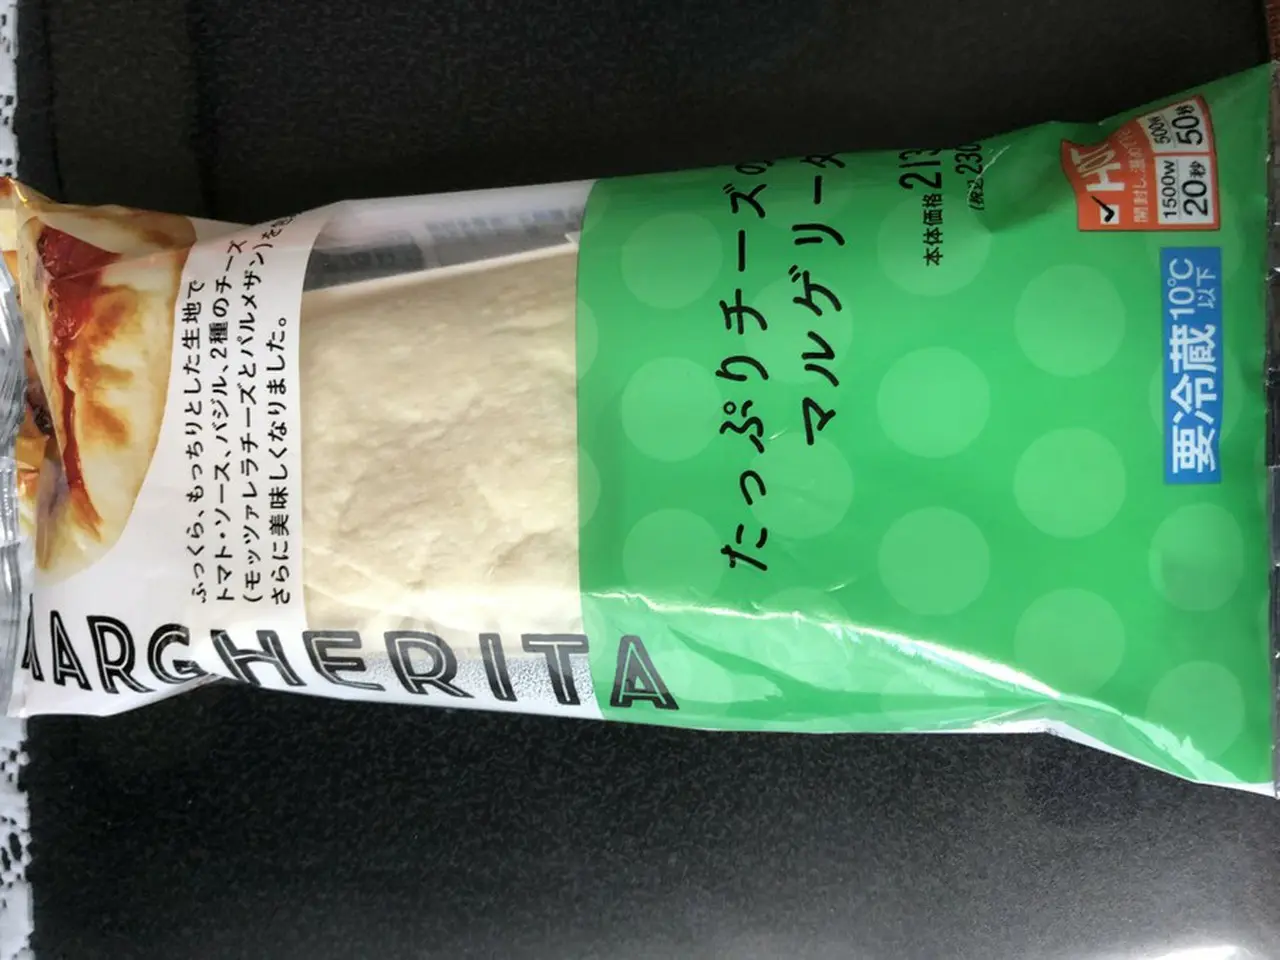 ふっくら、もっちりとした生地で
トマト・ソース、バジル、2種のチーズ
(モッツァレラチーズとパルメザン)を
さらに美味しくなりました。
MARGHERITA
たっぷりチーズの
マルゲリータ
本体価格213
(税込230
HOT
開封し、温め
1500W 20秒
500W 50秒
要冷蔵10℃以下